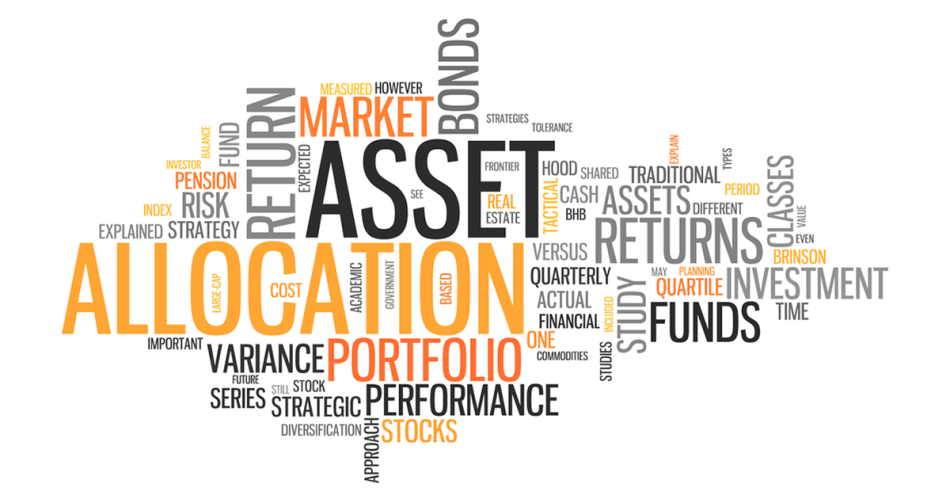 BONDS
MEASURED
HOWEVER
MARKET
RETURN
STRATEGIES
TOLERANCE
BALANCE
FUND
EXPECTED
ASSET
INVESTOR
PENSION
SEE
FRONTIER
HOOD
SHARED
EXPLAIN
TYPES
TRADITIONAL
CLASSES
PERIOD
TACTICAL
CASH
ASSETS
REAL
ESTATE
BHB
DIFFERENT
VALUE
INDEX
RISK
EXPLAINED
STRATEGY
VERSUS
RETURNS
EVEN
BRINSON
ALLOCATION
LARGE-CAP
COST
ACADEMIC
GOVERNMENT
BASED
QUARTERLY
MAY
PLANNING
QUARTILE
INVESTMENT
ACTUAL
INCLUDED
STUDY
FINANCIAL
FUNDS
TIME
IMPORTANT
VARIANCE
PORTFOLIO
ONE
COMMODITIES
STUDIES
FUTURE
SERIES
STILL
STOCK
STRATEGIC
PERFORMANCE
DIVERSIFICATION
APPROACH
STOCKS